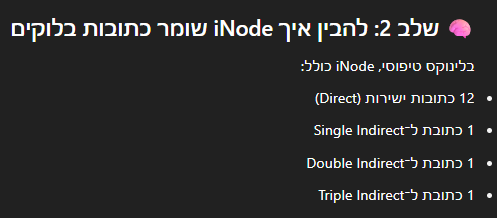 🧠 שלב 2: להבין איך iNode שומר כתובות בלוקים
בלינוקס טיפוסי, iNode כולל:
• 12 כתובות ישירות (Direct)
• 1 כתובת ל־Single Indirect
• 1 כתובת ל־Double Indirect
• 1 כתובת ל־Triple Indirect